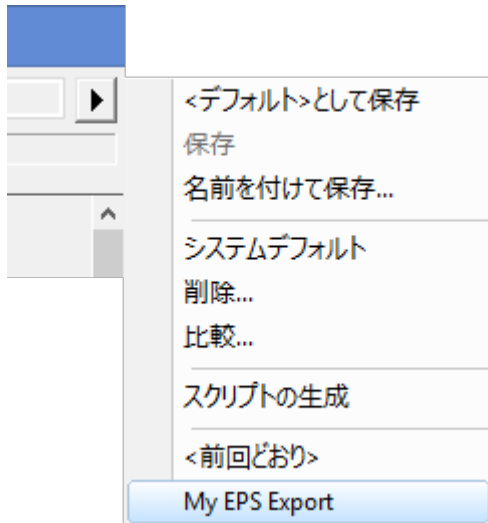 <デフォルト>として保存
保存
名前を付けて保存...
システムデフォルト
削除...
比較...
スクリプトの生成
<前回どおり>
My EPS Export